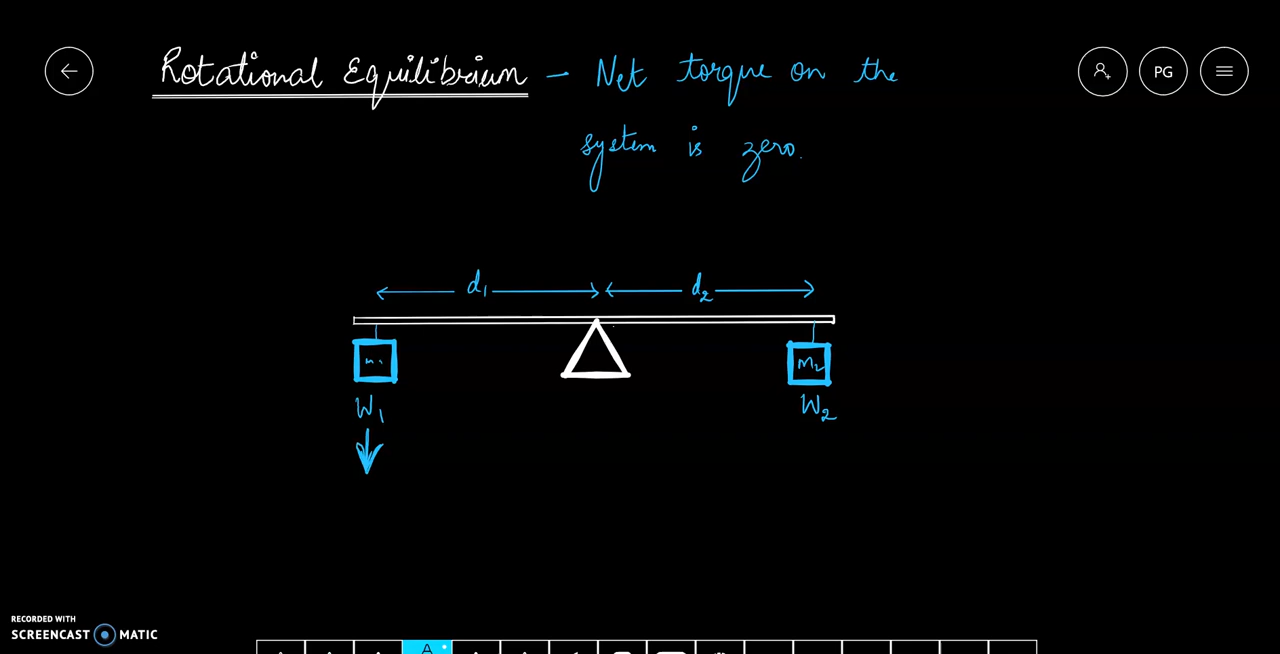 Rotational Equilibrium – Net torque on the
system is zero.
PG
d₁ d₂
m₁ M₂
W₁ W₂
RECORDED WITH
SCREENCAST MATIC
A